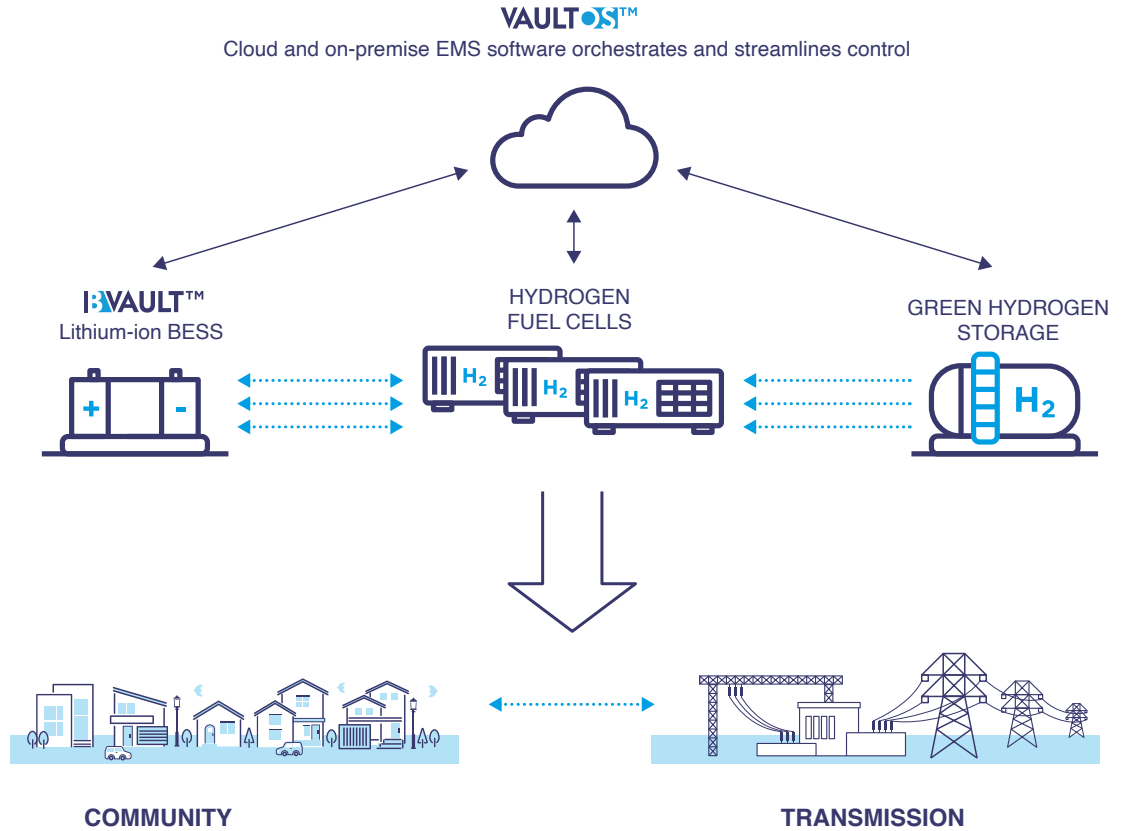 VAULTOS™
Cloud and on-premise EMS software orchestrates and streamlines control
BVAULT™
Lithium-ion BESS
HYDROGEN
FUEL CELLS
GREEN HYDROGEN
STORAGE
+ -
H2
H2
H2
H2
COMMUNITY
TRANSMISSION